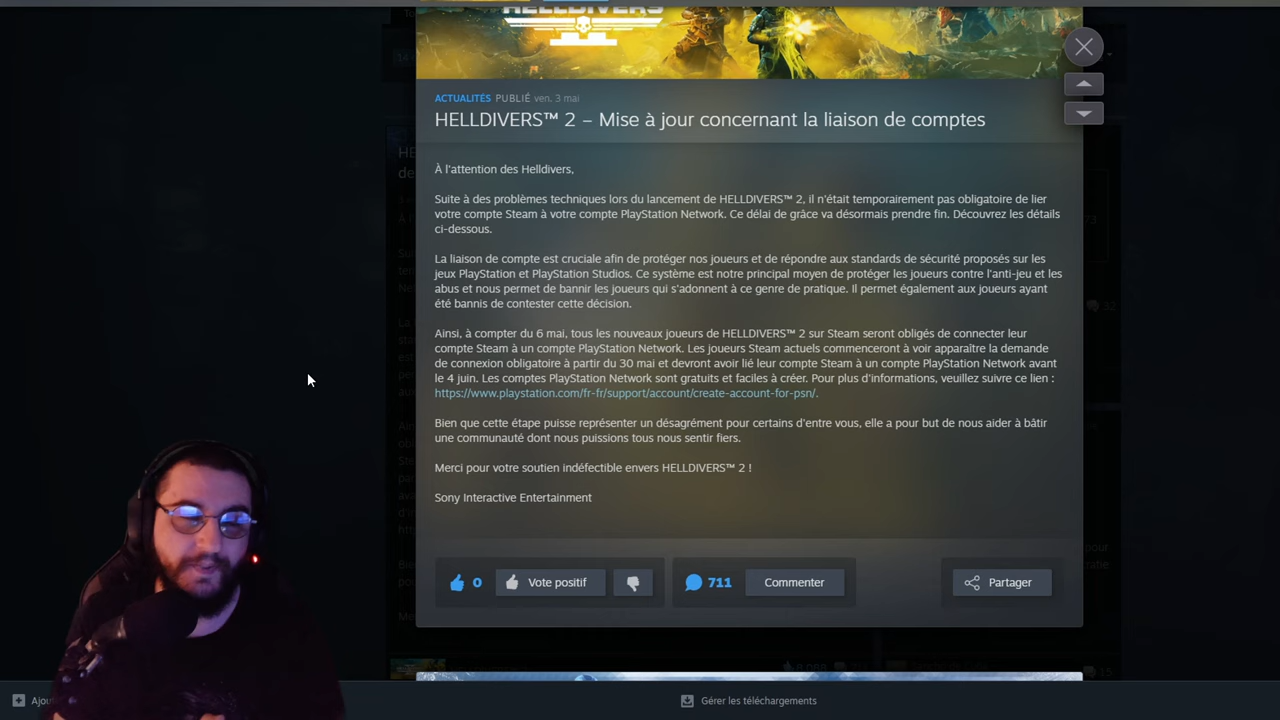 HELLDIVERS
ACTUALITÉS PUBLIÉ ven, 3 mai
HELLDIVERS™ 2 – Mise à jour concernant la liaison de comptes
À l'attention des Helldivers,
Suite à des problèmes techniques lors du lancement de HELLDIVERS™ 2, il n'était temporairement pas obligatoire de lier
votre compte Steam à votre compte PlayStation Network. Ce délai de grâce va désormais prendre fin. Découvrez les détails
ci-dessous.
La liaison de compte est cruciale afin de protéger nos joueurs et de répondre aux standards de sécurité proposés sur les
jeux PlayStation et PlayStation Studios. Ce système est notre principal moyen de protéger les joueurs contre l'anti-jeu et les
abus et nous permet de bannir les joueurs qui s'adonnent à ce genre de pratique. Il permet également aux joueurs ayant
été bannis de contester cette décision.
Ainsi, à compter du 6 mai, tous les nouveaux joueurs de HELLDIVERS™ 2 sur Steam seront obligés de connecter leur
compte Steam à un compte PlayStation Network. Les joueurs Steam actuels commenceront à voir apparaître la demande
de connexion obligatoire à partir du 30 mai et devront avoir lié leur compte Steam à un compte PlayStation Network avant
le 4 juin. Les comptes PlayStation Network sont gratuits et faciles à créer. Pour plus d'informations, veuillez suivre ce lien :
https://www.playstation.com/fr-fr/support/account/create-account-for-psn/.
Bien que cette étape puisse représenter un désagrément pour certains d'entre vous, elle a pour but de nous aider à bâtir
une communauté dont nous puissions tous nous sentir fiers.
Merci pour votre soutien indéfectible envers HELLDIVERS™ 2 !
Sony Interactive Entertainment
0 Vote positif 711 Commenter Partager
Gérer les téléchargements